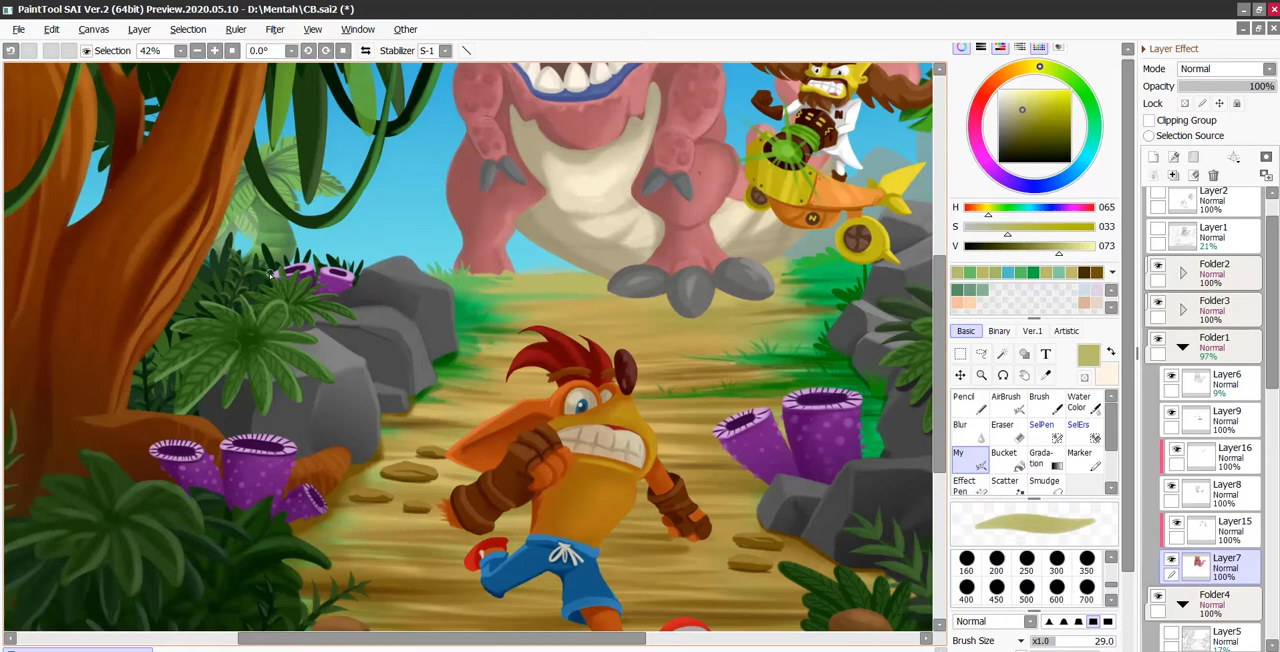 PaintTool SAI Ver.2 (64bit) Preview.2020.05.10 - D:\Mentah\CB.sai2 (*)
File Edit Canvas Layer Selection Ruler Filter View Window Other
Selection 42% 0.0° Stabilizer S-1
N
N
H 065
S 033
V 073
Basic Binary Ver.1 Artistic
T
Pencil AirBrush Brush Water Color
Blur Eraser SelPen SelErs
My Bucket Grada-tion Marker
Effect Pen Scatter Smudge
160 200 250 300 350
400 450 500 600 700
Normal
Brush Size x1.0 29.0
Layer Effect
Mode Normal
Opacity 100%
Lock
Clipping Group
Selection Source
Layer2
Normal
100%
Layer1
Normal
21%
Folder2
Normal
100%
Folder3
Normal
100%
Folder1
Normal
97%
Layer6
Normal
9%
Layer9
Normal
100%
Layer16
Normal
100%
Layer8
Normal
100%
Layer15
Normal
100%
Layer7
Normal
100%
Folder4
Normal
100%
Layer5
Normal
17%